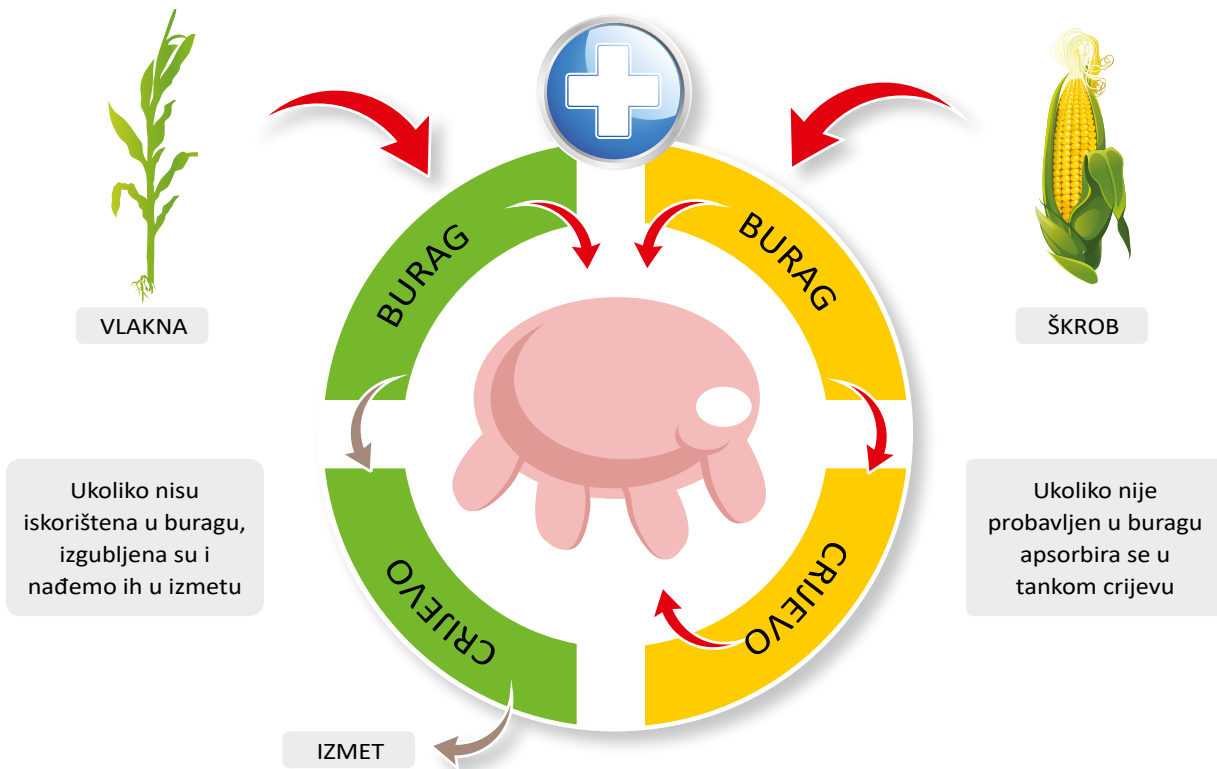 BURAG
BURAG
VLAKNA
ŠKROB
Ukoliko nisu
iskorištena u buragu,
izgubljena su i
nađemo ih u izmetu
Ukoliko nije
probavljen u buragu
apsorbira se u
tankom crijevu
CRIJEVO
CRIJEVO
IZMET